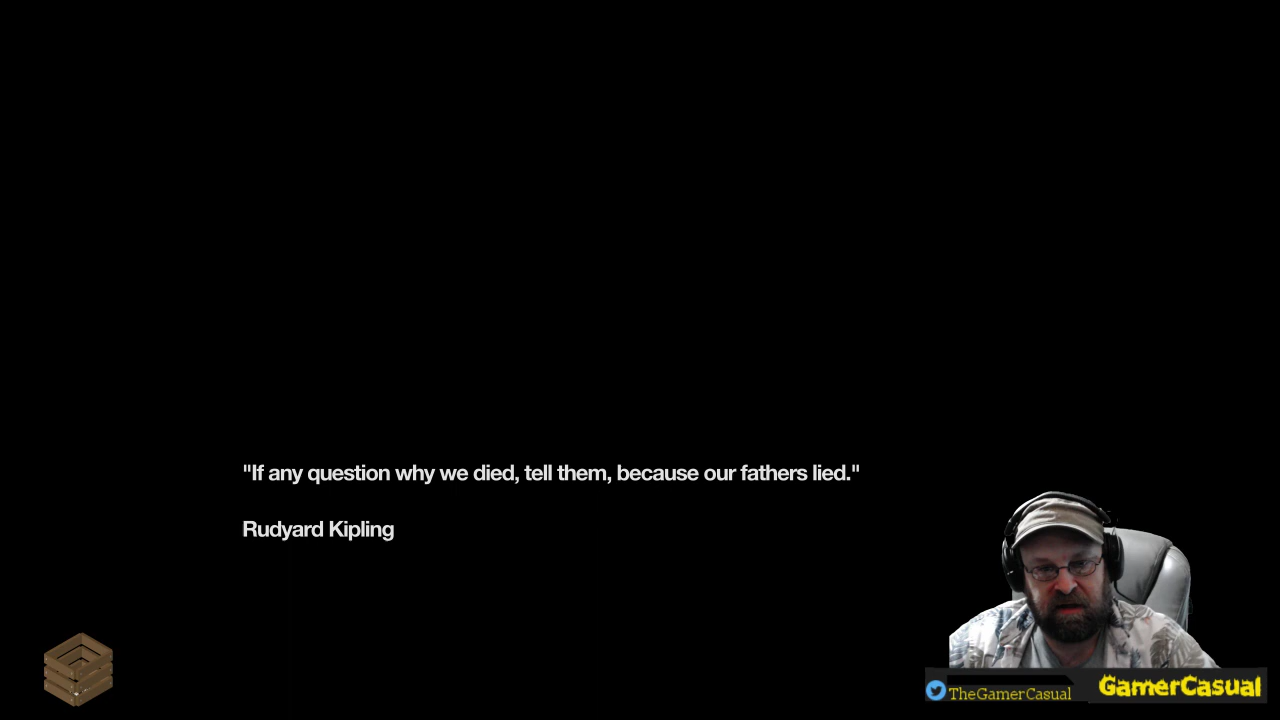 "If any question why we died, tell them, because our fathers lied."
Rudyard Kipling
TheGamerCasual
GamerCasual